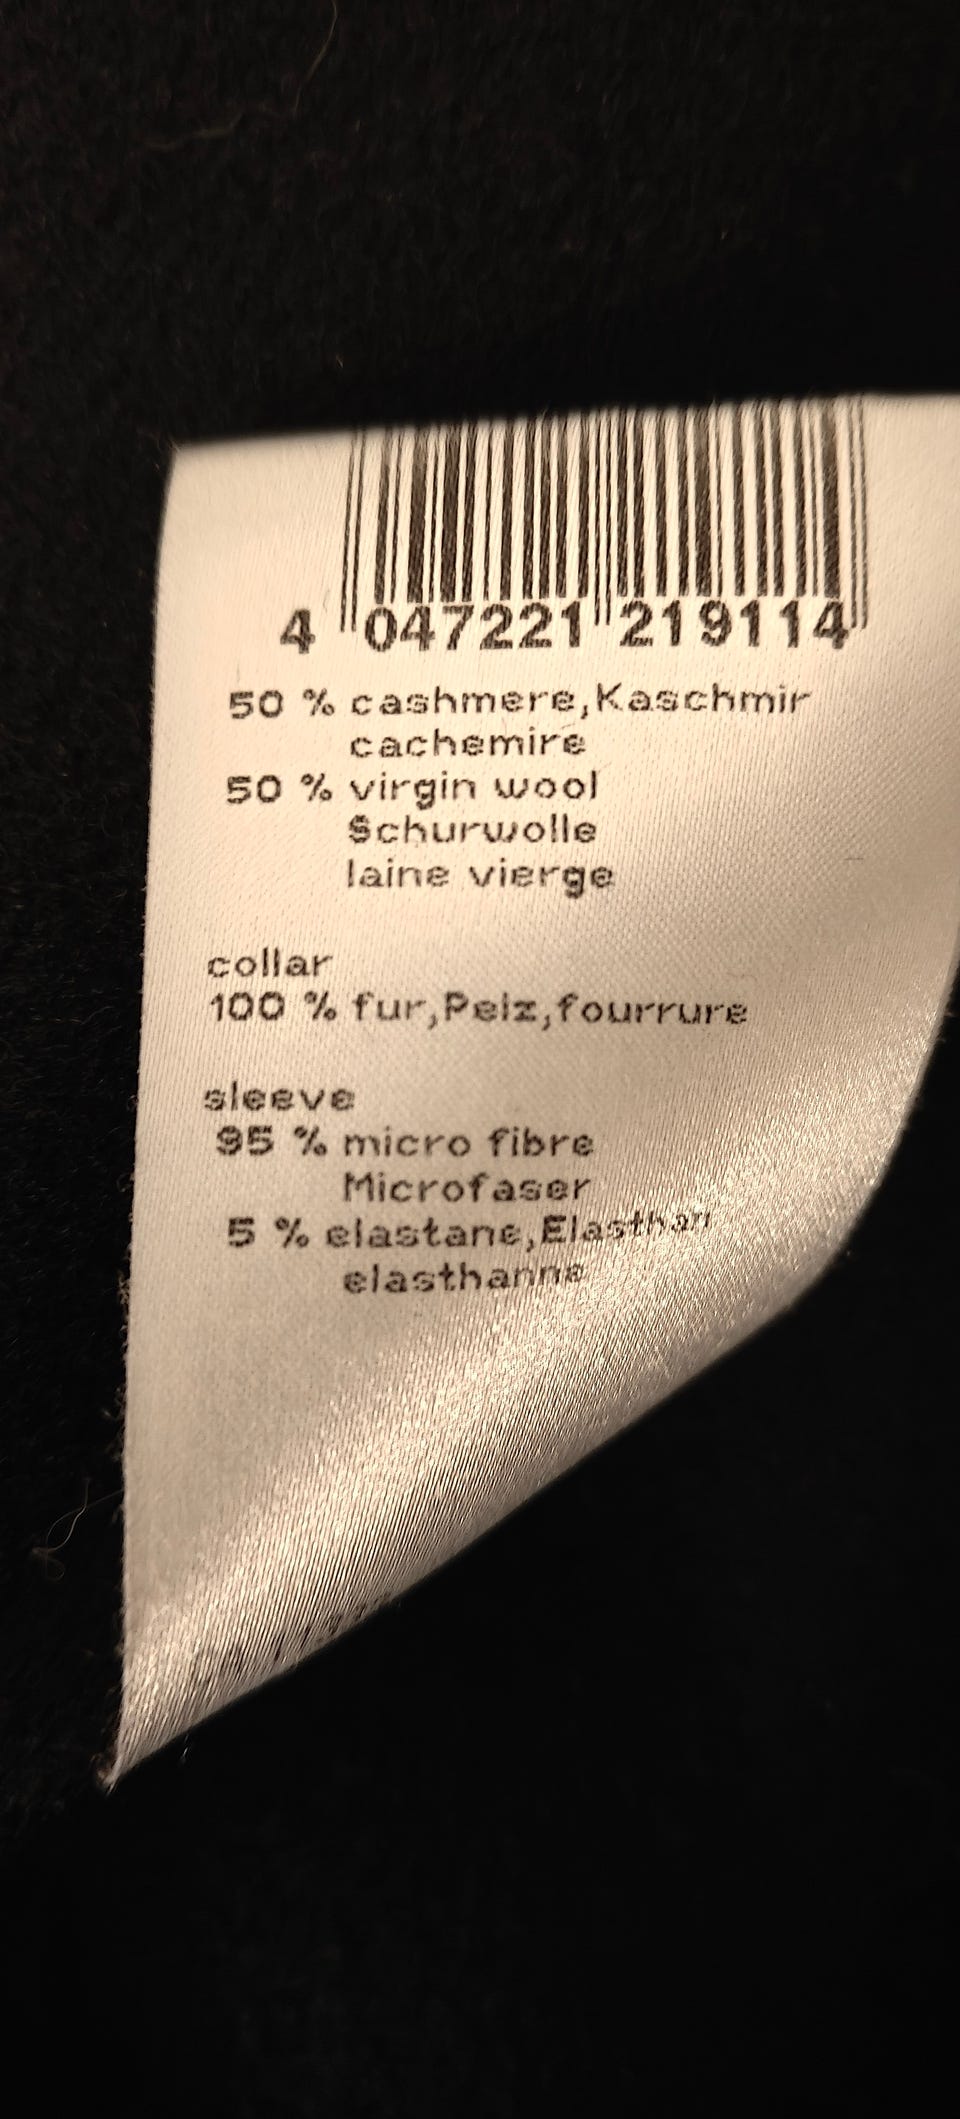 4 047221 219114
50 % cashmere,Kaschmir
cachemire
50 % virgin wool
Schurwolle
laine vierge
collar
100 % fur,Pelz,fourrure
sleeve
95 % micro fibre
Microfaser
5 % elastane,Elasthan
elasthanne